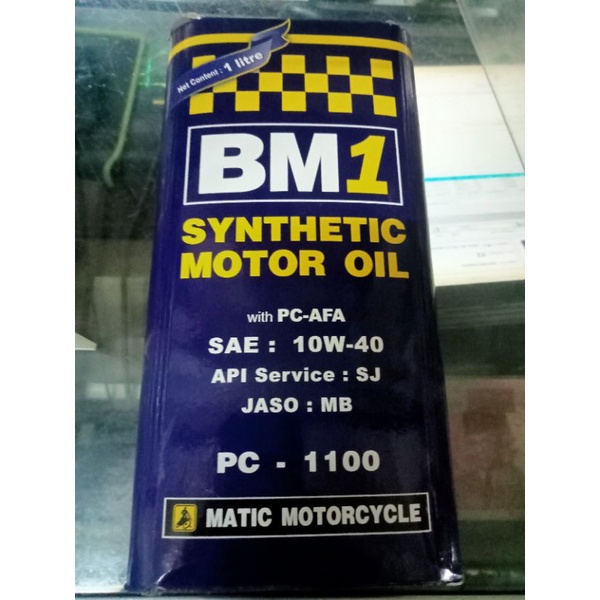 Net Content : 1 litre
BM1
SYNTHETIC
MOTOR OIL
with PC-AFA
SAE : 10W-40
API Service : SJ
JASO : MB
PC - 1100
MATIC MOTORCYCLE